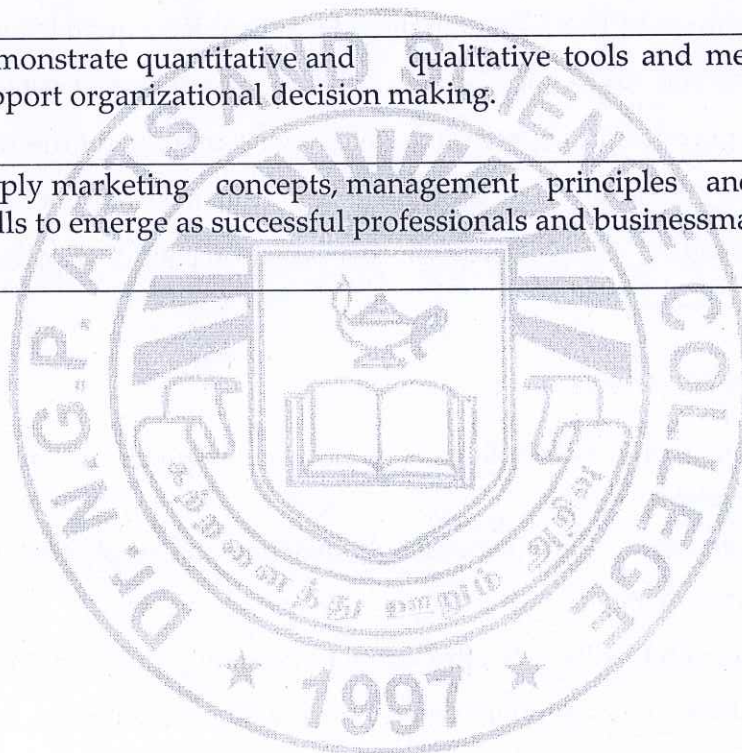 monstrate quantitative and qualitative tools and me
pport organizational decision making.
ply marketing concepts, management principles and
lls to emerge as successful professionals and businessma
Dr. N.G.P. ARTS AND SCIENCE COLLEGE
1997